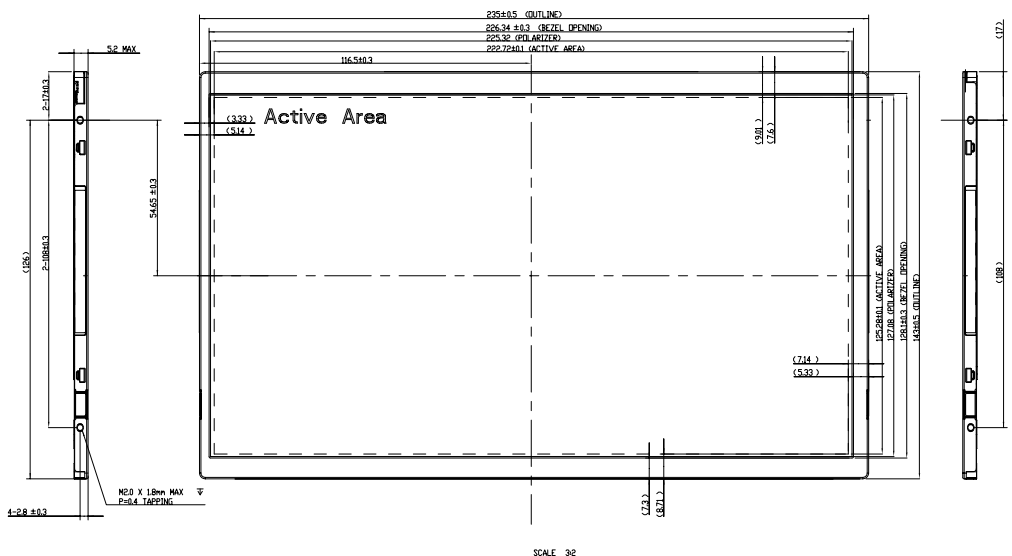 235±0.5 (OUTLINE)
226.34 ±0.3 (BEZEL OPENING)
225.32 (POLARIZER)
222.72±0.1 (ACTIVE AREA)
116.5±0.3
5.2 MAX
(17)
2-17±0.3
(3.33)
(5.14)
Active Area
(9.01)
(7.6)
54.65 ±0.3
(126)
2-108±0.3
(108)
125.28±0.1 (ACTIVE AREA)
127.08 (POLARIZER)
128.1±0.3 (BEZEL OPENING)
143±0.5 (OUTLINE)
(7.14)
(5.33)
(7.3)
(8.71)
M2.0 X 1.8mm MAX
P=0.4 TAPPING
4-2.8 ±0.3
SCALE 3:2